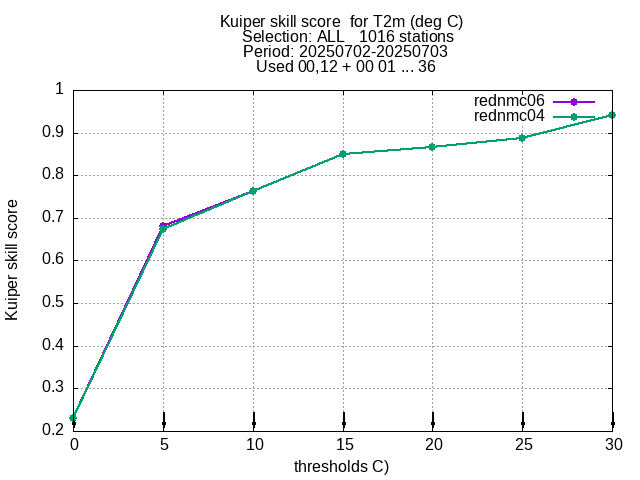 Kuiper skill score  for T2m (deg C)
Selection: ALL   1016 stations
Period: 20250702-20250703
Used 00,12 + 00 01 ... 36
rednmc06
rednmc04
1
0.9
0.8
0.7
0.6
0.5
0.4
0.3
0.2
Kuiper skill score
0 5 10 15 20 25 30
thresholds C)